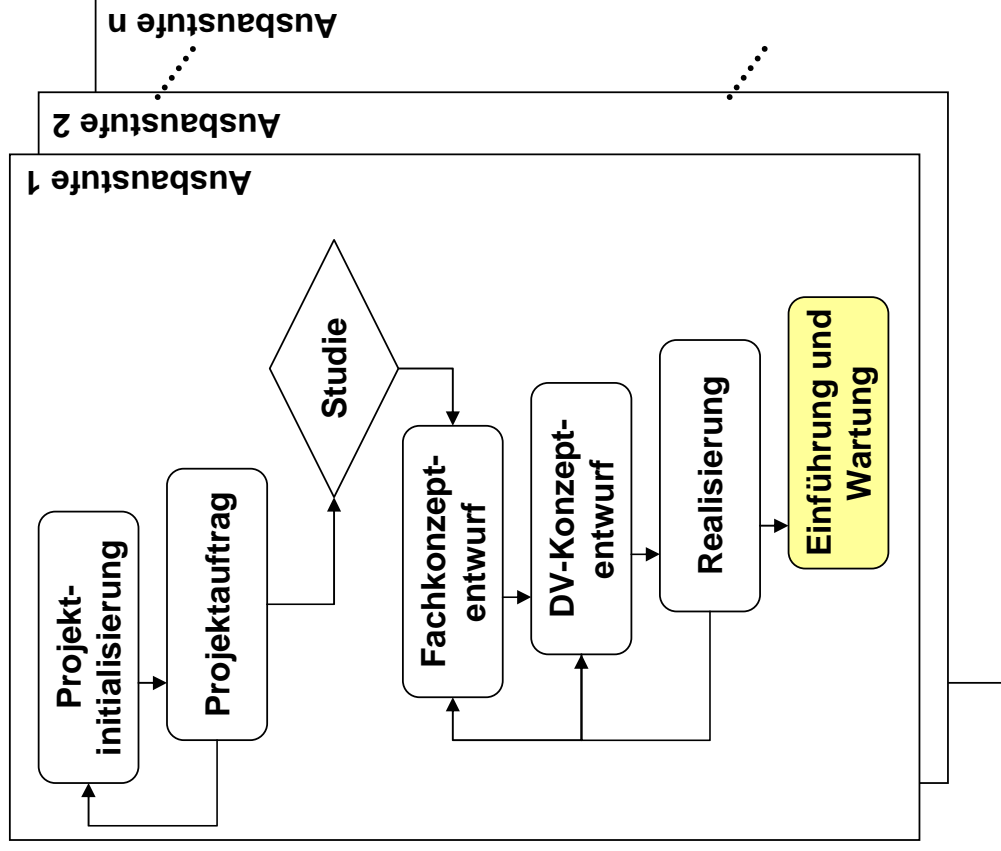 Ausbaustufe n
Ausbaustufe 2
Ausbaustufe 1
Projekt-
initialisierung
Projektauftrag
Studie
Fachkonzept-
entwurf
DV-Konzept-
entwurf
Realisierung
Einführung und
Wartung